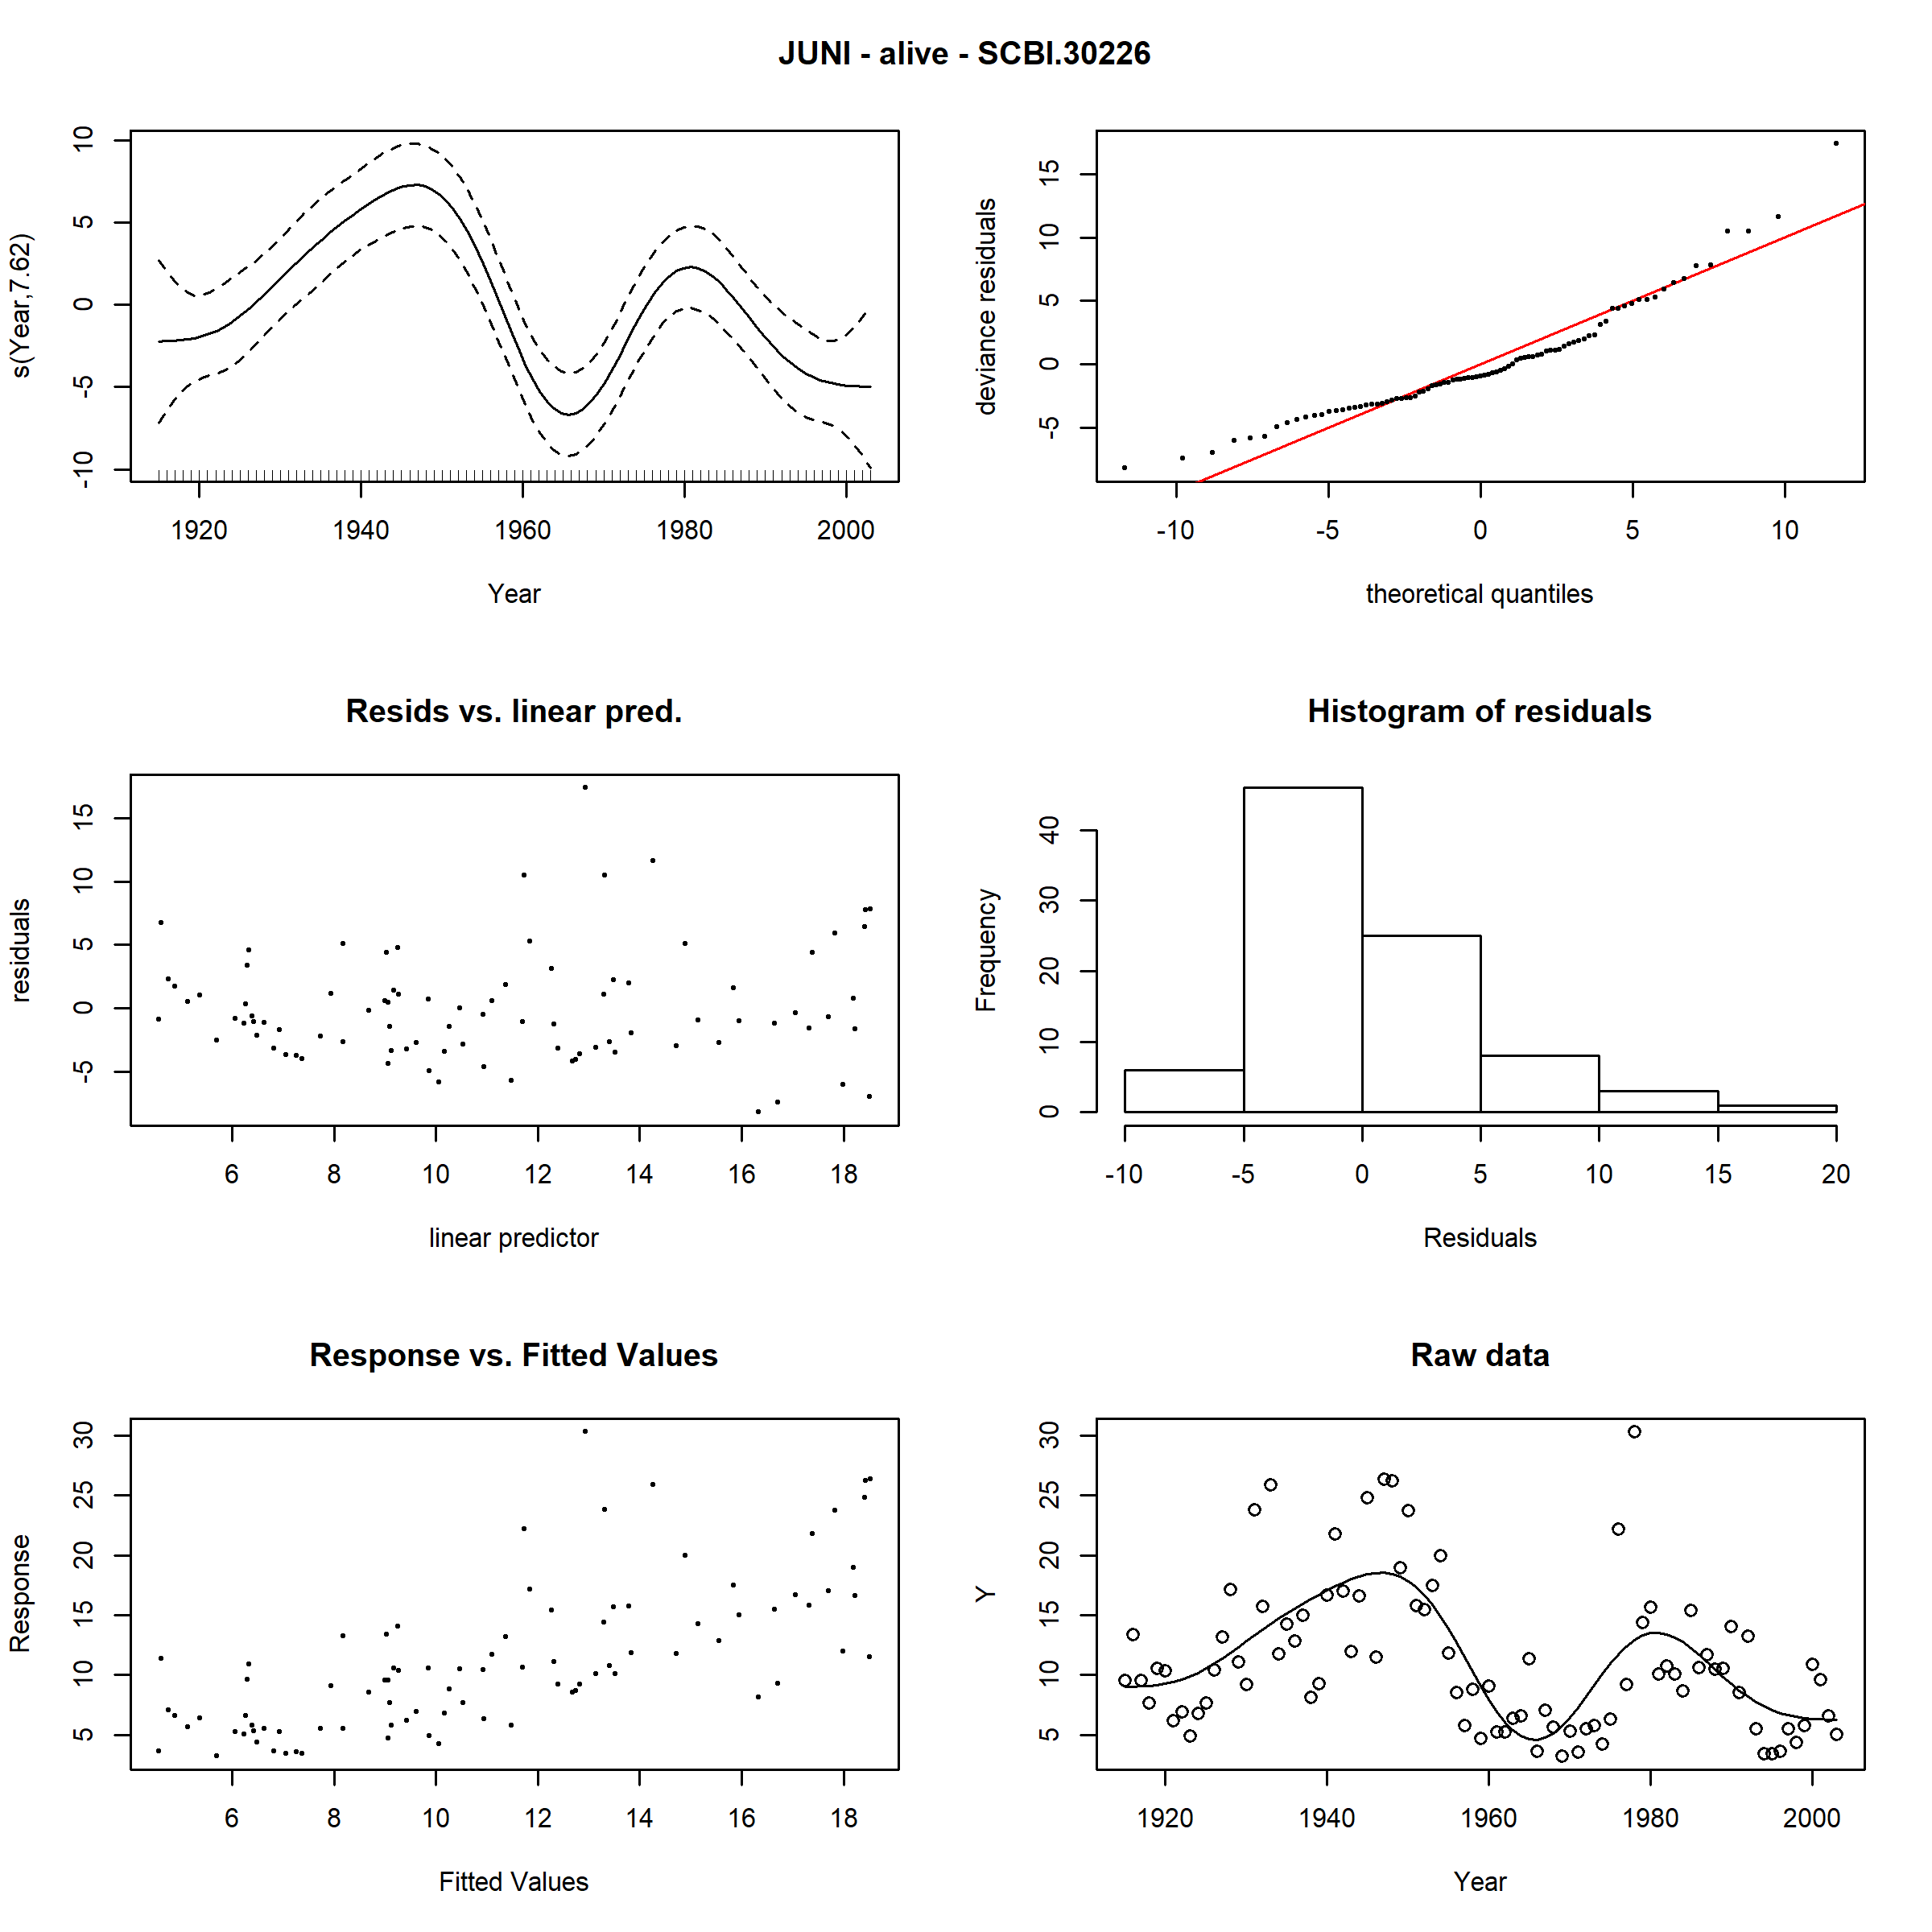 JUNI - alive - SCBI.30226
s(Year,7.62)
10
5
0
-5
-10
1920 1940 1960 1980 2000
Year
deviance residuals
15
10
5
0
-5
-10 -5 0 5 10
theoretical quantiles
Resids vs. linear pred.
residuals
15
10
5
0
-5
6 8 10 12 14 16 18
linear predictor
Histogram of residuals
Frequency
40
30
20
10
0
-10 -5 0 5 10 15 20
Residuals
Response vs. Fitted Values
Response
30
25
20
15
10
5
6 8 10 12 14 16 18
Fitted Values
Raw data
Y
30
25
20
15
10
5
1920 1940 1960 1980 2000
Year